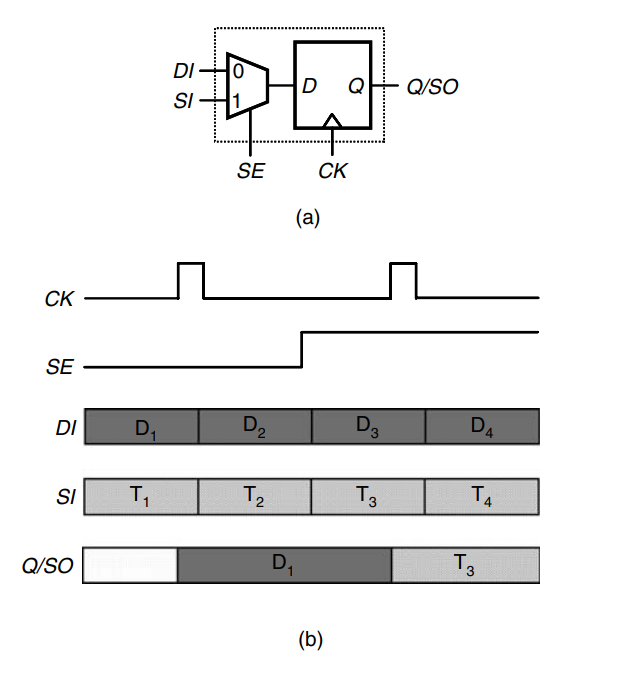 DI 0
D Q Q/SO
SI 1
SE CK
(a)
CK
SE
DI D₁ D₂ D₃ D₄
SI T₁ T₂ T₃ T₄
Q/SO D₁ T₃
(b)